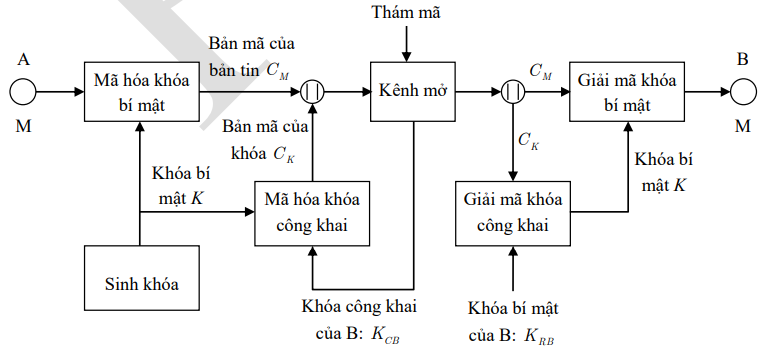 Thám mã
A
Bản mã của
bản tin C_M
Mã hóa khóa
bí mật
Kênh mở
C_M
Giải mã khóa
bí mật
B
M
M
Bản mã của
khóa C_K
C_K
Khóa bí
mật K
Khóa bí
mật K
Mã hóa khóa
công khai
Giải mã khóa
công khai
Sinh khóa
Khóa công khai
của B: K_CB
Khóa bí mật
của B: K_RB